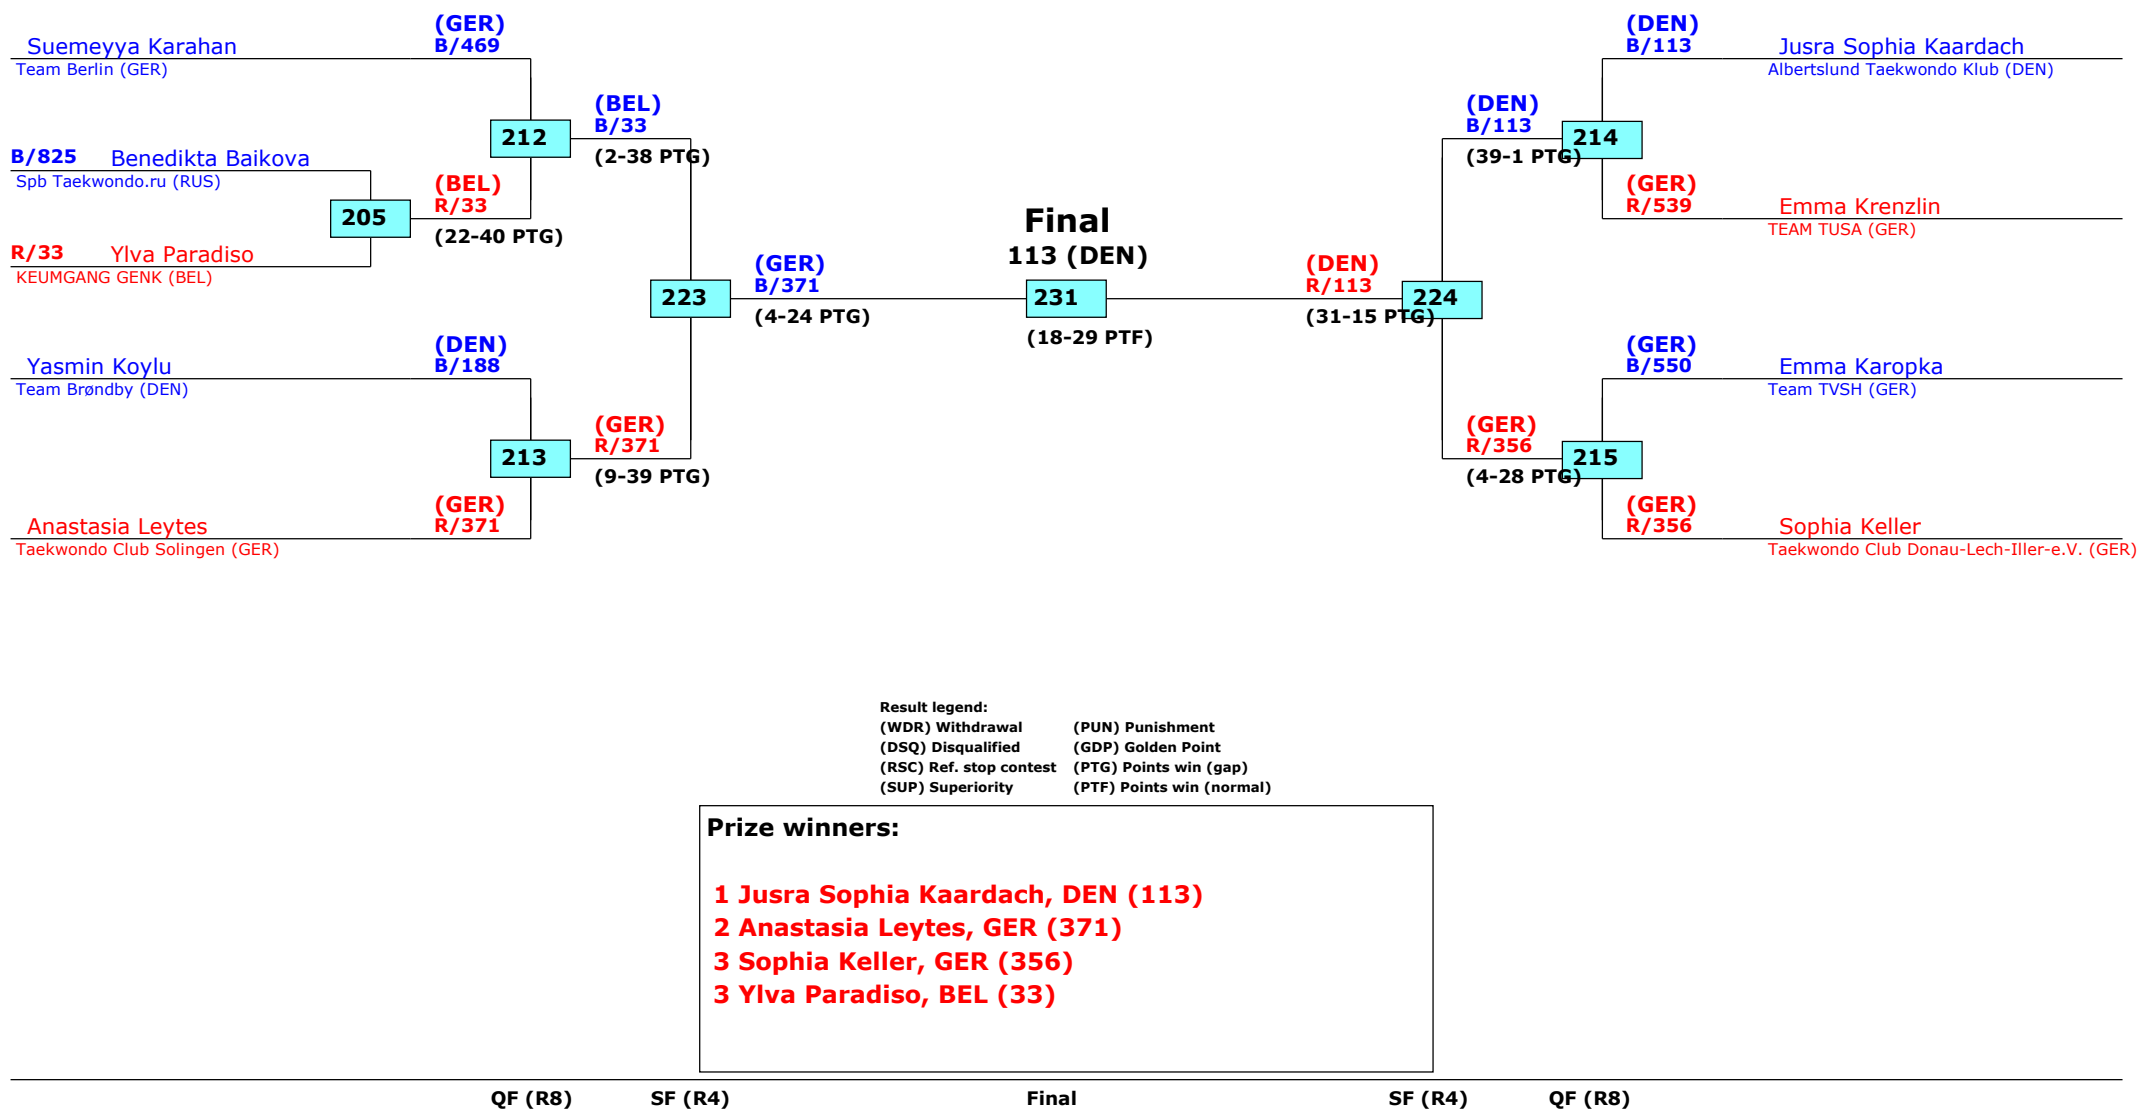 (GER)
B/469
Suemeyya Karahan
Team Berlin (GER)
(BEL)
B/33
212
(2-38 PTG)
B/825 Benedikta Baikova
Spb Taekwondo.ru (RUS)
(BEL)
R/33
205
(22-40 PTG)
R/33 Ylva Paradiso
KEUMGANG GENK (BEL)
(GER)
B/371
223
(4-24 PTG)
(DEN)
B/188
Yasmin Koylu
Team Brøndby (DEN)
(GER)
R/371
213
(9-39 PTG)
(GER)
R/371
Anastasia Leytes
Taekwondo Club Solingen (GER)
Final
113 (DEN)
231
(18-29 PTF)
(DEN)
B/113
Jusra Sophia Kaardach
Albertslund Taekwondo Klub (DEN)
(DEN)
B/113
214
(39-1 PTG)
(GER)
R/539
Emma Krenzlin
TEAM TUSA (GER)
(DEN)
R/113
224
(31-15 PTG)
(GER)
B/550
Emma Karopka
Team TVSH (GER)
(GER)
R/356
215
(4-28 PTG)
(GER)
R/356
Sophia Keller
Taekwondo Club Donau-Lech-Iller-e.V. (GER)
Result legend:
(WDR) Withdrawal (PUN) Punishment
(DSQ) Disqualified (GDP) Golden Point
(RSC) Ref. stop contest (PTG) Points win (gap)
(SUP) Superiority (PTF) Points win (normal)
Prize winners:
1 Jusra Sophia Kaardach, DEN (113)
2 Anastasia Leytes, GER (371)
3 Sophia Keller, GER (356)
3 Ylva Paradiso, BEL (33)
QF (R8) SF (R4) Final SF (R4) QF (R8)